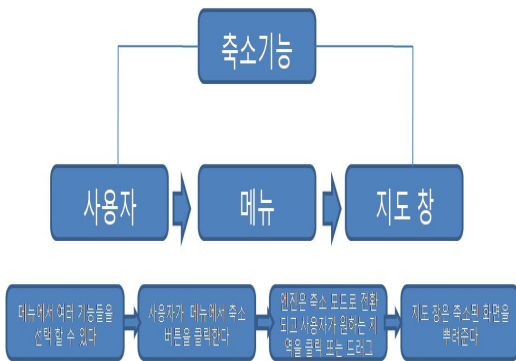 축소기능
사용자
메뉴
지도 창
메뉴에서 여러 기능들을
선택 할 수 있다
사용자가 메뉴에서 축소
버튼을 클릭한다
엔진은 축소 모드로 전환
되고 사용자가 원하는 지
역을 클릭 또는 드러그
지도 창은 축소된 화면을
뿌려준다